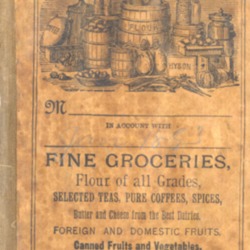 FLOUR
M
IN ACCOUNT WITH
FINE GROCERIES,
Flour of all Grades,
SELECTED TEAS, PURE COFFEES, SPICES,
Butter and Cheese from the Best Dairies.
FOREIGN AND DOMESTIC FRUITS.
Canned Fruits and Vegetables.